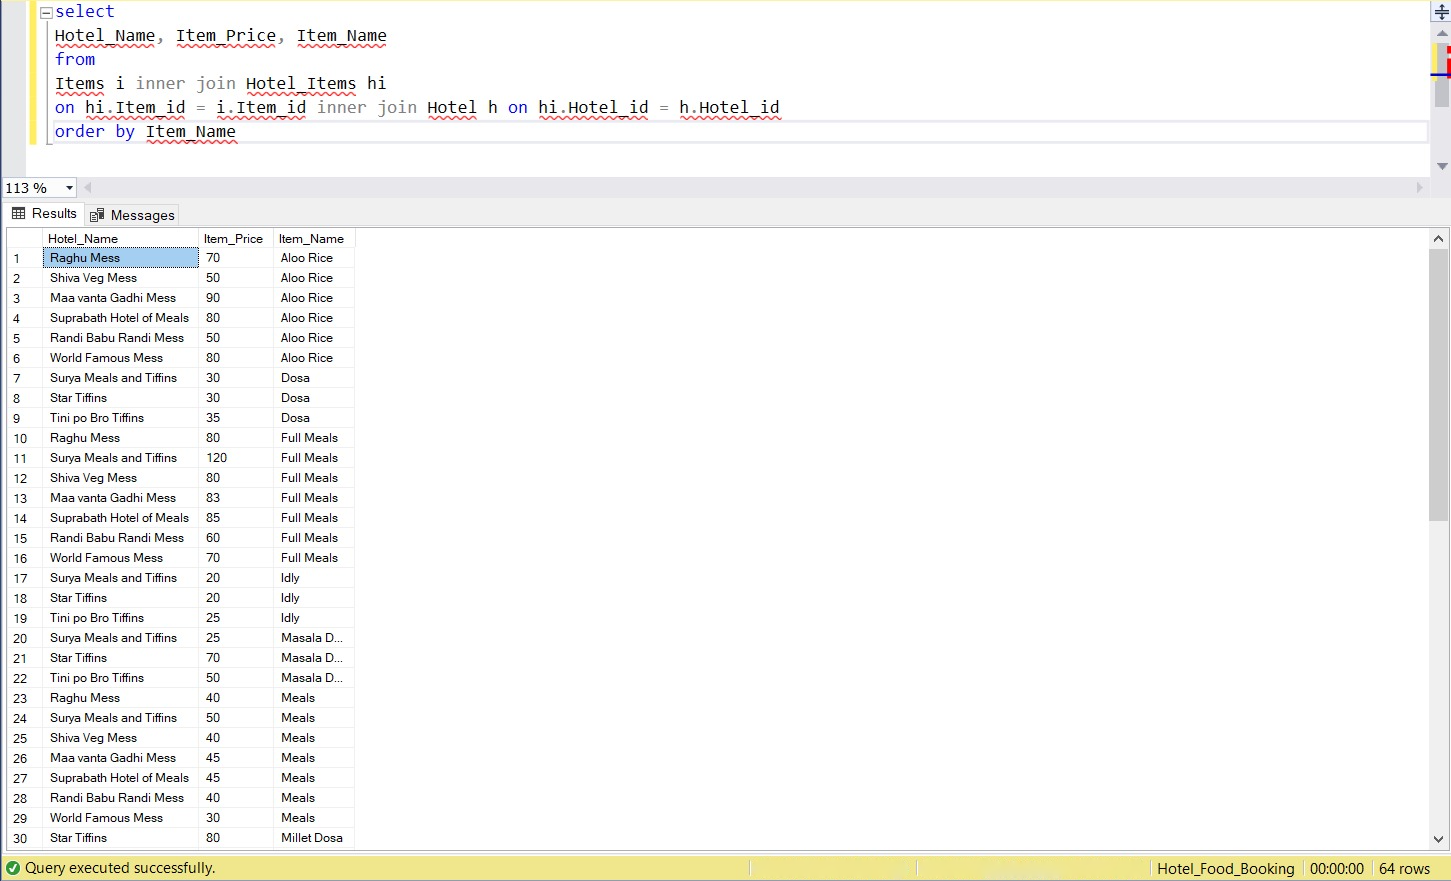 select
Hotel_Name, Item_Price, Item_Name
from
Items i inner join Hotel_Items hi
on hi.Item_id = i.Item_id inner join Hotel h on hi.Hotel_id = h.Hotel_id
order by Item_Name
113 %
Results Messages
Hotel_Name Item_Price Item_Name
1 Raghu Mess 70 Aloo Rice
2 Shiva Veg Mess 50 Aloo Rice
3 Maa vanta Gadhi Mess 90 Aloo Rice
4 Suprabath Hotel of Meals 80 Aloo Rice
5 Randi Babu Randi Mess 50 Aloo Rice
6 World Famous Mess 80 Aloo Rice
7 Surya Meals and Tiffins 30 Dosa
8 Star Tiffins 30 Dosa
9 Tini po Bro Tiffins 35 Dosa
10 Raghu Mess 80 Full Meals
11 Surya Meals and Tiffins 120 Full Meals
12 Shiva Veg Mess 80 Full Meals
13 Maa vanta Gadhi Mess 83 Full Meals
14 Suprabath Hotel of Meals 85 Full Meals
15 Randi Babu Randi Mess 60 Full Meals
16 World Famous Mess 70 Full Meals
17 Surya Meals and Tiffins 20 Idly
18 Star Tiffins 20 Idly
19 Tini po Bro Tiffins 25 Idly
20 Surya Meals and Tiffins 25 Masala D...
21 Star Tiffins 70 Masala D...
22 Tini po Bro Tiffins 50 Masala D...
23 Raghu Mess 40 Meals
24 Surya Meals and Tiffins 50 Meals
25 Shiva Veg Mess 40 Meals
26 Maa vanta Gadhi Mess 45 Meals
27 Suprabath Hotel of Meals 45 Meals
28 Randi Babu Randi Mess 40 Meals
29 World Famous Mess 30 Meals
30 Star Tiffins 80 Millet Dosa
Query executed successfully. Hotel_Food_Booking 00:00:00 64 rows